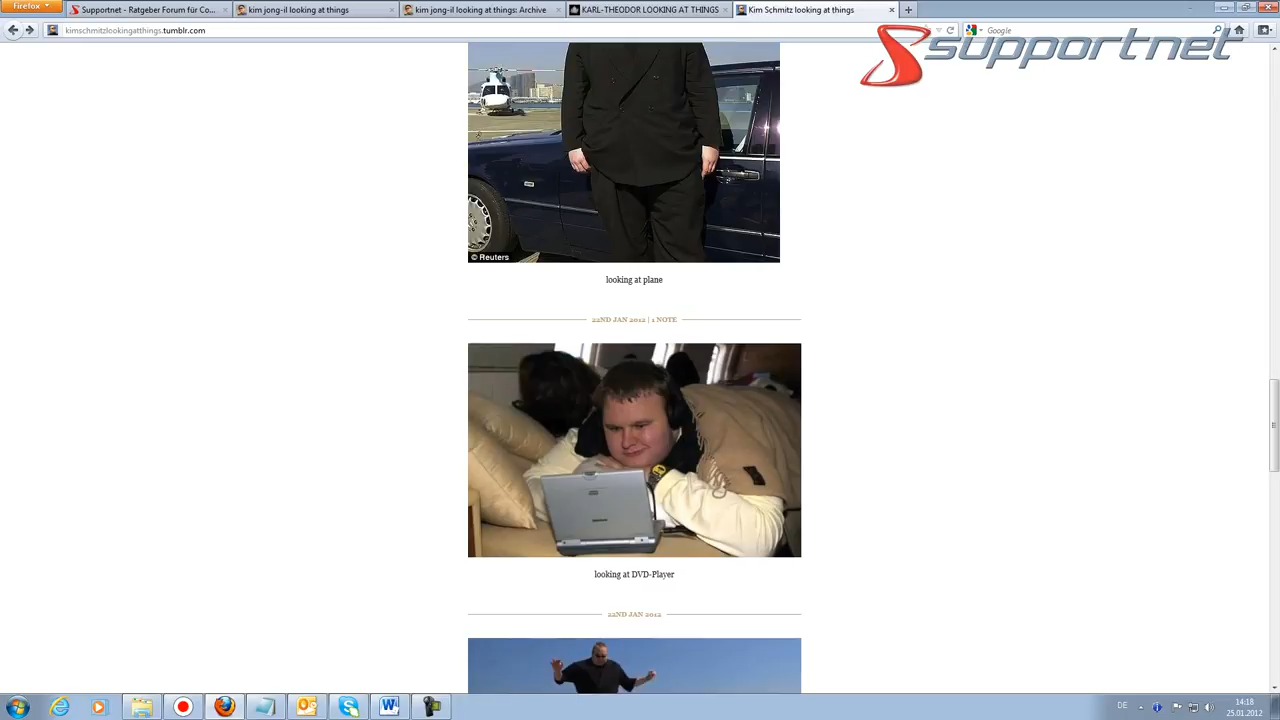 Firefox
Supportnet - Ratgeber Forum für Co...
kim jong-il looking at things
kim jong-il looking at things: Archive
KARL-THEODOR LOOKING AT THINGS
Kim Schmitz looking at things
kimschmitzlookingatthings.tumblr.com
Google
supportnet
© Reuters
looking at plane
22ND JAN 2012 | 1 NOTE
looking at DVD-Player
22ND JAN 2012
DE
14:18
25.01.2012